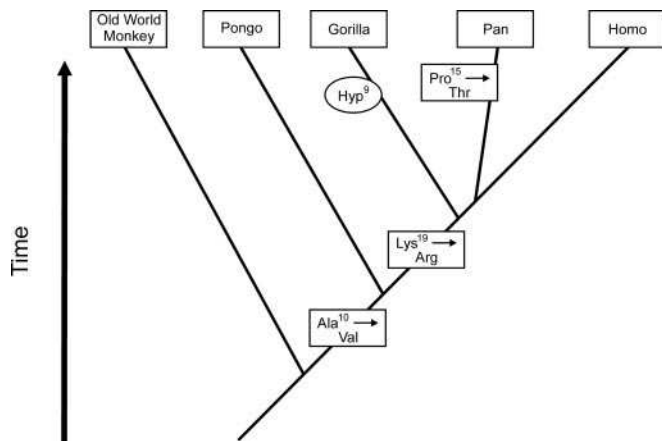 Old World
Monkey
Pongo
Gorilla
Pan
Homo
Hyp⁹
Pro¹⁵ →
Thr
Lys¹⁹ →
Arg
Ala¹⁰ →
Val
Time